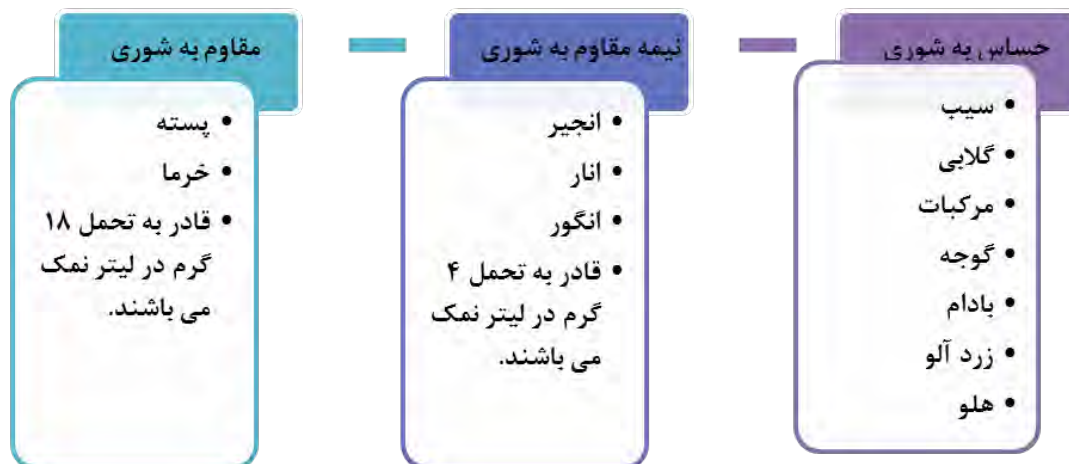 حساس به شوری
• سیب
• گلابی
• مرکبات
• گوجه
• بادام
• زرد آلو
• هلو
نیمه مقاوم به شوری
• انجیر
• انار
• انگور
• قادر به تحمل ۴
گرم در لیتر نمک
می باشند.
مقاوم به شوری
• پسته
• خرما
• قادر به تحمل ۱۸
گرم در لیتر نمک
می باشند.